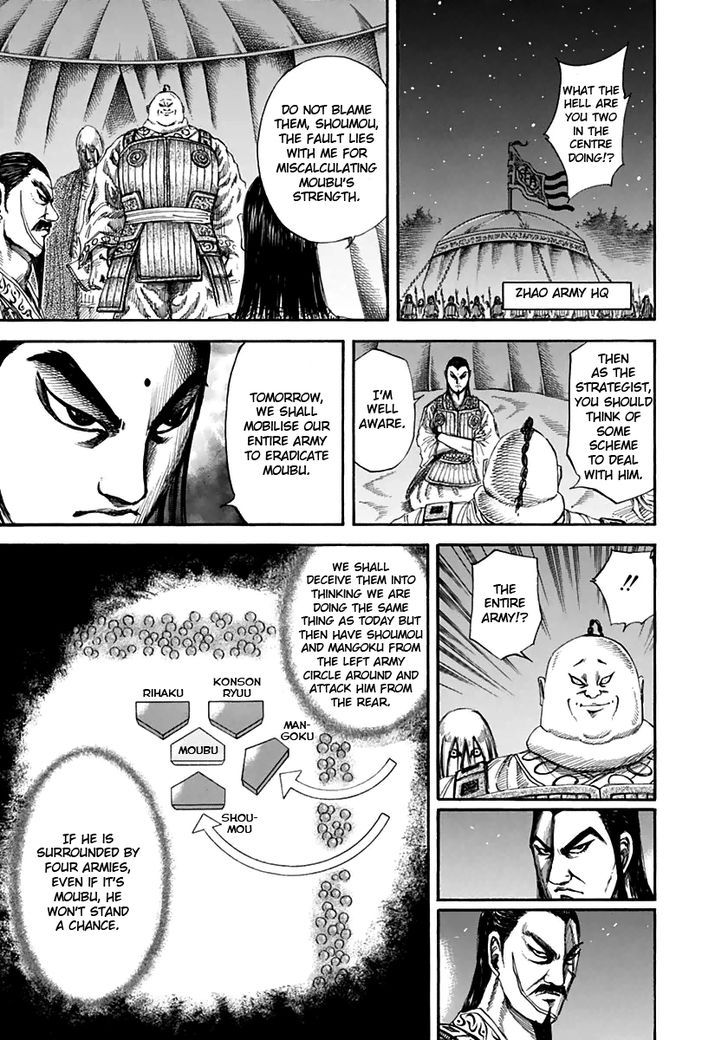 WHAT THE
HELL ARE
YOU TWO
IN THE
CENTRE
DOING!?
ZHAO ARMY HQ
DO NOT BLAME
THEM, SHOUMOU,
THE FAULT LIES
WITH ME FOR
MISCALCULATING
MOUBU'S
STRENGTH.
THEN
AS THE
STRATEGIST,
YOU SHOULD
THINK OF
SOME
SCHEME
TO DEAL
WITH HIM.
I'M
WELL
AWARE.
TOMORROW,
WE SHALL
MOBILISE OUR
ENTIRE ARMY
TO ERADICATE
MOUBU.
!!
THE
ENTIRE
ARMY!?
WE SHALL
DECEIVE THEM INTO
THINKING WE ARE
DOING THE SAME
THING AS TODAY BUT
THEN HAVE SHOUMOU
AND MANGOKU FROM
THE LEFT ARMY
CIRCLE AROUND AND
ATTACK HIM FROM
THE REAR.
RIHAKU
KONSON
RYUU
MAN-
GOKU
MOUBU
SHOU-
MOU
IF HE IS
SURROUNDED BY
FOUR ARMIES,
EVEN IF IT'S
MOUBU, HE
WON'T STAND
A CHANCE.